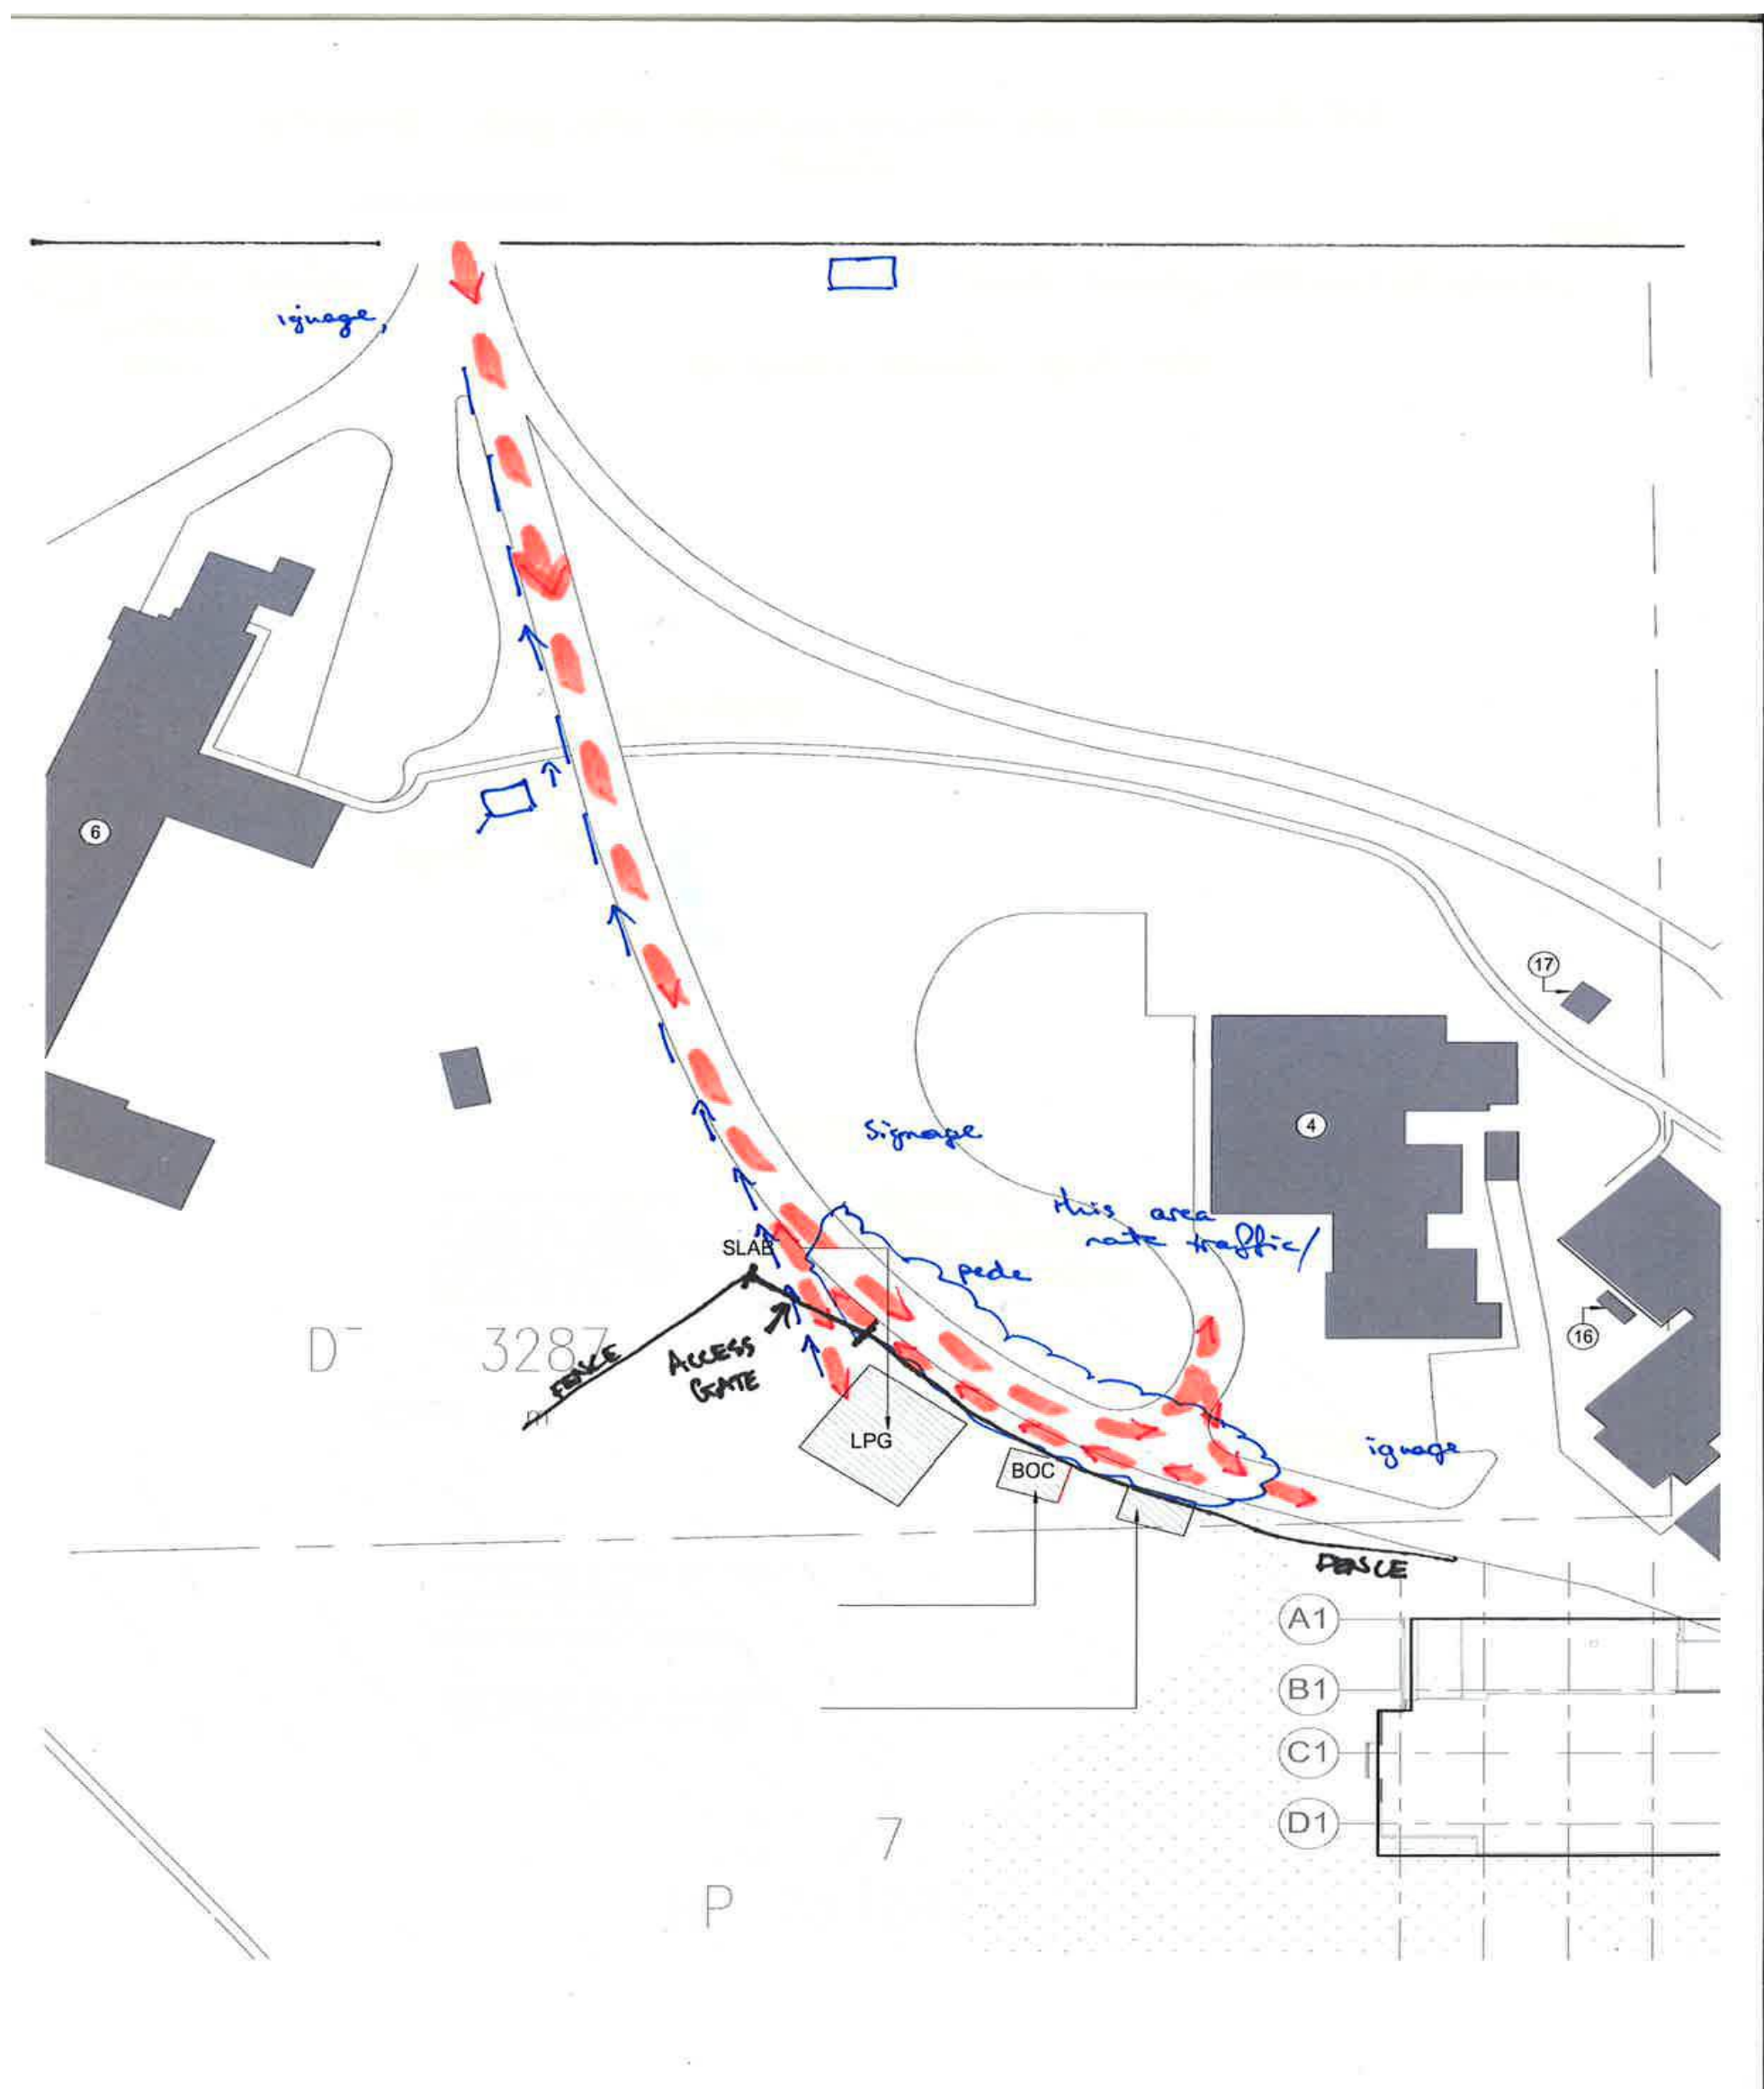 ignage,
6
17
Signage
4
this area
rate traffic/
pede
SLAB
16
D 3287
FENCE
ACCESS
GATE
m
LPG
BOC
ignage
FENCE
A1
B1
C1
D1
7
P